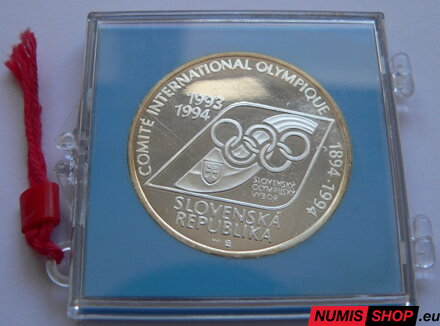 COMITÉ INTERNATIONAL OLYMPIQUE 1894-1994
1993
1994
SLOVENSKÝ
OLYMPIJSKÝ
VÝBOR
SLOVENSKÁ
REPUBLIKA
NUMIS SHOP.eu